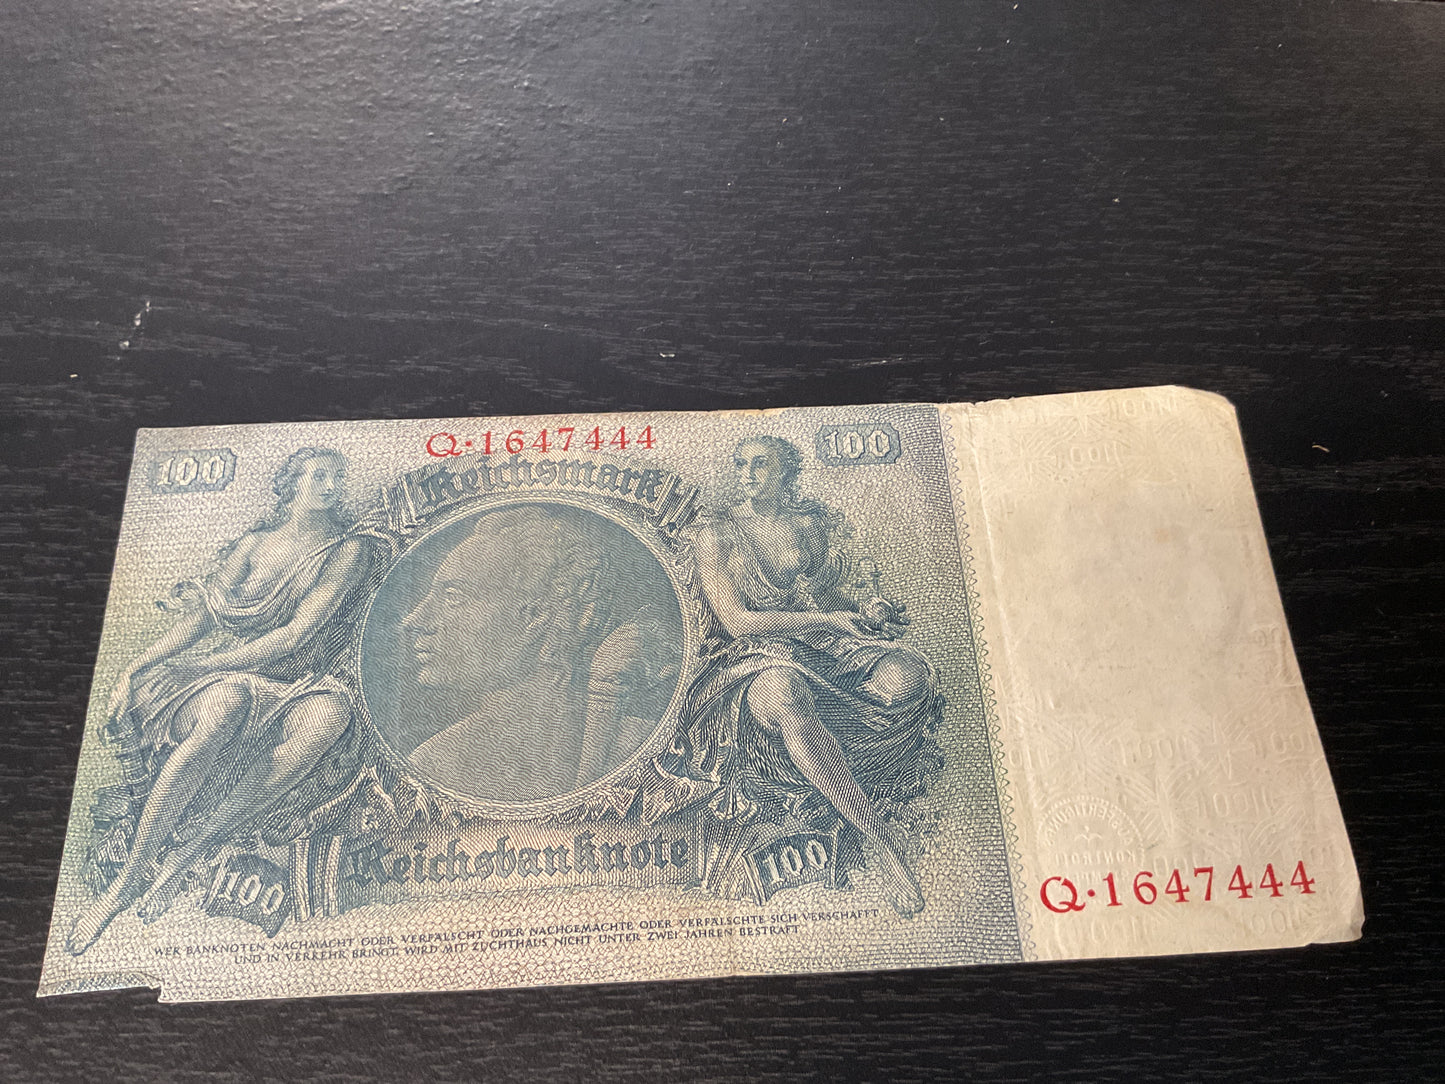 Q·1647444
100
100
Reichsmark
Reichsbanknote
100
100
WER BANKNOTEN NACHMACHT ODER VERFÄLSCHT ODER NACHGEMACHTE ODER VERFÄLSCHTE SICH VERSCHAFFT
UND IN VERKEHR BRINGT, WIRD MIT ZUCHTHAUS NICHT UNTER ZWEI JAHREN BESTRAFT
Q·1647444